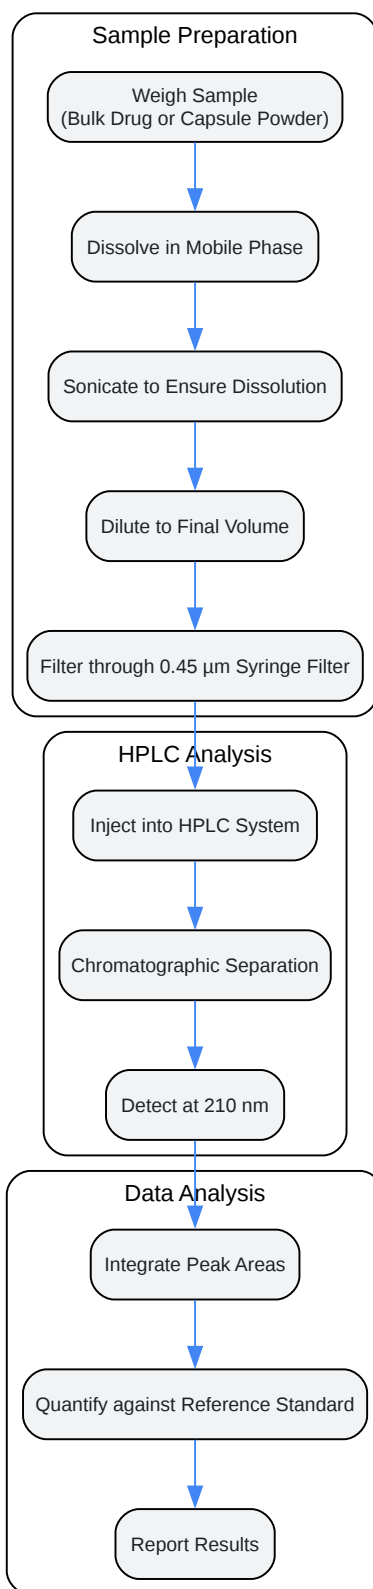 Sample Preparation
Weigh Sample
(Bulk Drug or Capsule Powder)
Dissolve in Mobile Phase
Sonicate to Ensure Dissolution
Dilute to Final Volume
Filter through 0.45 µm Syringe Filter
HPLC Analysis
Inject into HPLC System
Chromatographic Separation
Detect at 210 nm
Data Analysis
Integrate Peak Areas
Quantify against Reference Standard
Report Results